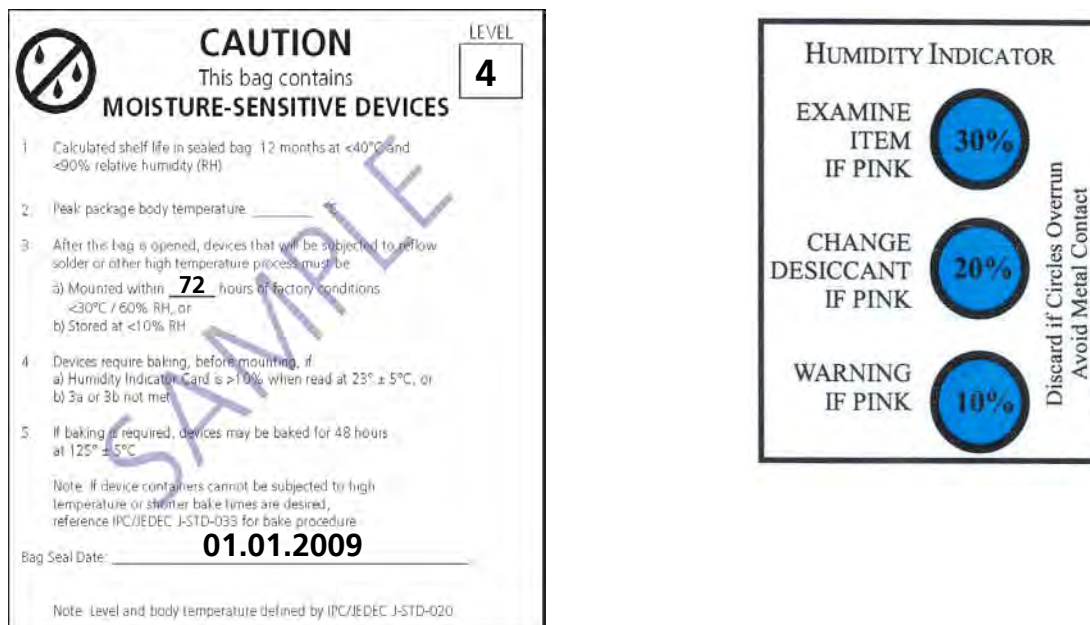 CAUTION
LEVEL
4
This bag contains
MOISTURE-SENSITIVE DEVICES
1 Calculated shelf life in sealed bag 12 months at <40°C and
<90% relative humidity (RH)
2 Peak package body temperature ______ °C
3 After this bag is opened, devices that will be subjected to reflow
solder or other high temperature process must be
a) Mounted within 72 hours of factory conditions
<30°C / 60% RH, or
b) Stored at <10% RH
4 Devices require baking, before mounting, if
a) Humidity Indicator Card is >10% when read at 23° ± 5°C, or
b) 3a or 3b not met
5 If baking is required, devices may be baked for 48 hours
at 125° ± 5°C
Note If device containers cannot be subjected to high
temperature or shorter bake times are desired,
reference IPC/JEDEC J-STD-033 for bake procedure
Bag Seal Date: 01.01.2009
Note Level and body temperature defined by IPC/JEDEC J-STD-020
SAMPLE
HUMIDITY INDICATOR
EXAMINE
ITEM
IF PINK
30%
CHANGE
DESICCANT
IF PINK
20%
WARNING
IF PINK
10%
Discard if Circles Overrun
Avoid Metal Contact